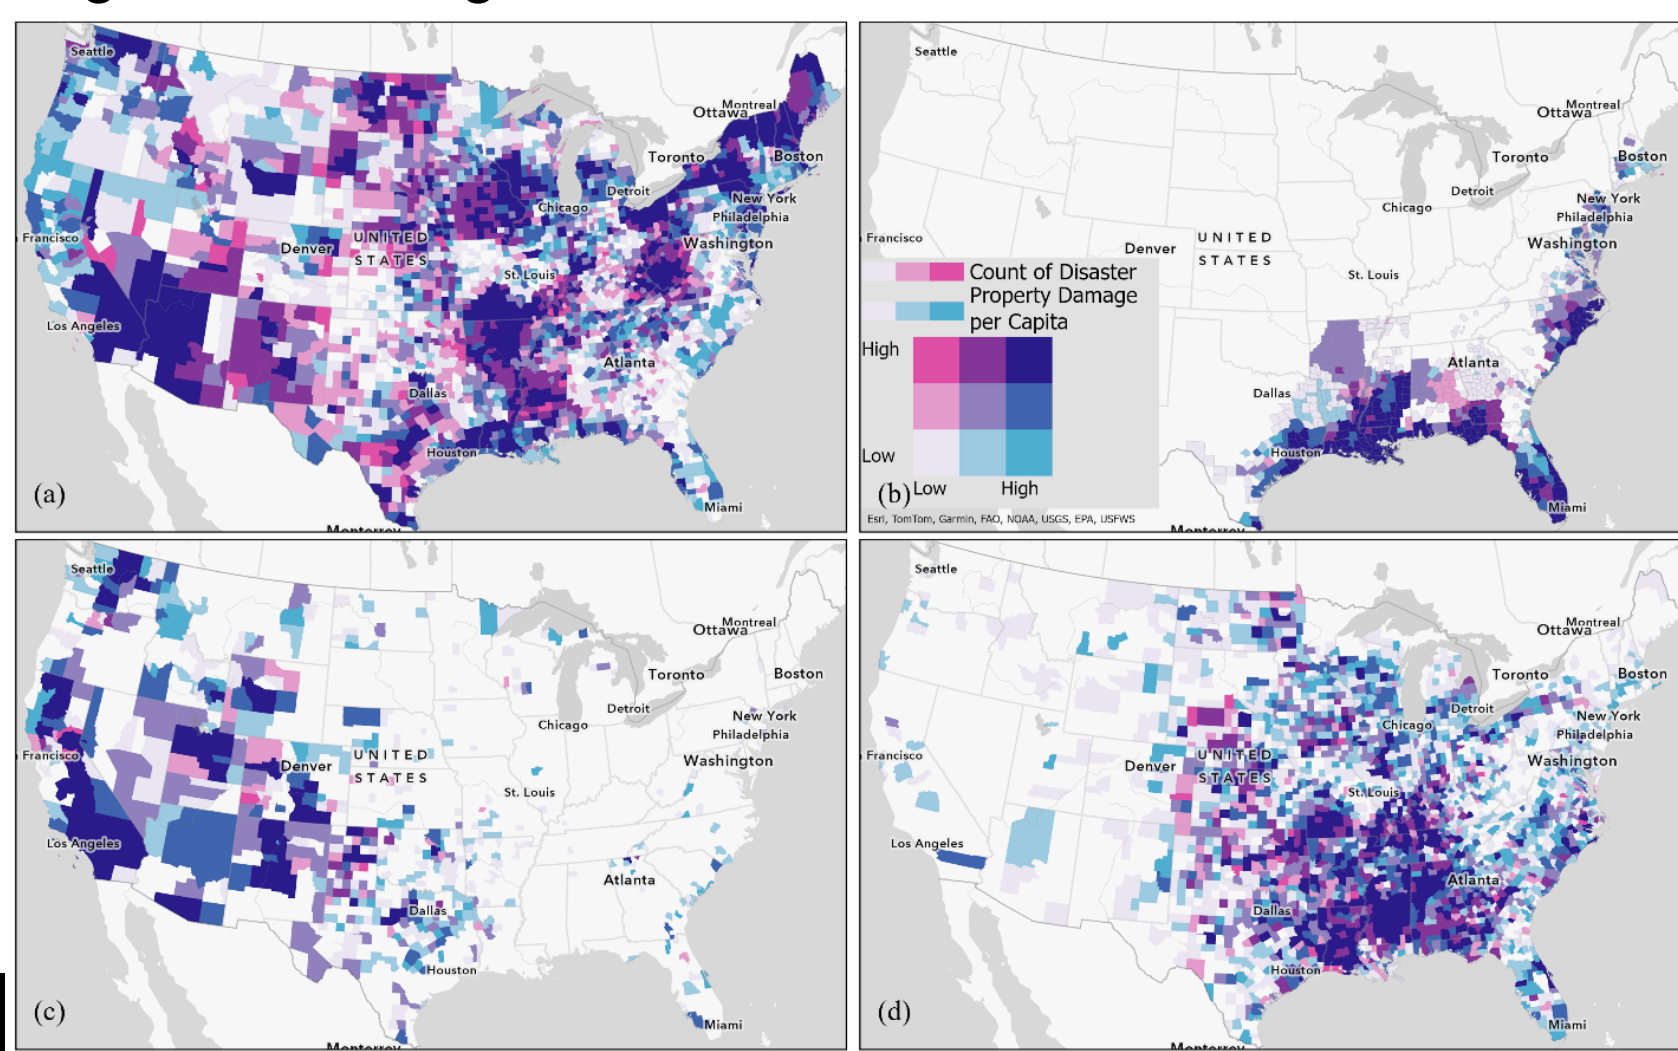 Seattle
Montreal
Ottawa
Toronto
Boston
Detroit
New York
Chicago
Philadelphia
Francisco
Denver
UNITED
STATES
Washington
St. Louis
Los Angeles
Atlanta
Dallas
Houston
(a)
Miami
Seattle
Montreal
Ottawa
Toronto
Boston
Detroit
New York
Chicago
Philadelphia
Francisco
Denver
UNITED
STATES
Washington
St. Louis
Count of Disaster
Property Damage
per Capita
High
Atlanta
Dallas
Low
Houston
Low High
(b)
Miami
Esri, TomTom, Garmin, FAO, NOAA, USGS, EPA, USFWS
Seattle
Montreal
Ottawa
Toronto
Boston
Detroit
New York
Chicago
Philadelphia
Francisco
Denver
UNITED
STATES
Washington
St. Louis
Los Angeles
Atlanta
Dallas
Houston
(c)
Miami
Seattle
Montreal
Ottawa
Toronto
Boston
Detroit
New York
Chicago
Philadelphia
Francisco
Denver
UNITED
STATES
Washington
St. Louis
Los Angeles
Atlanta
Dallas
Houston
(d)
Miami